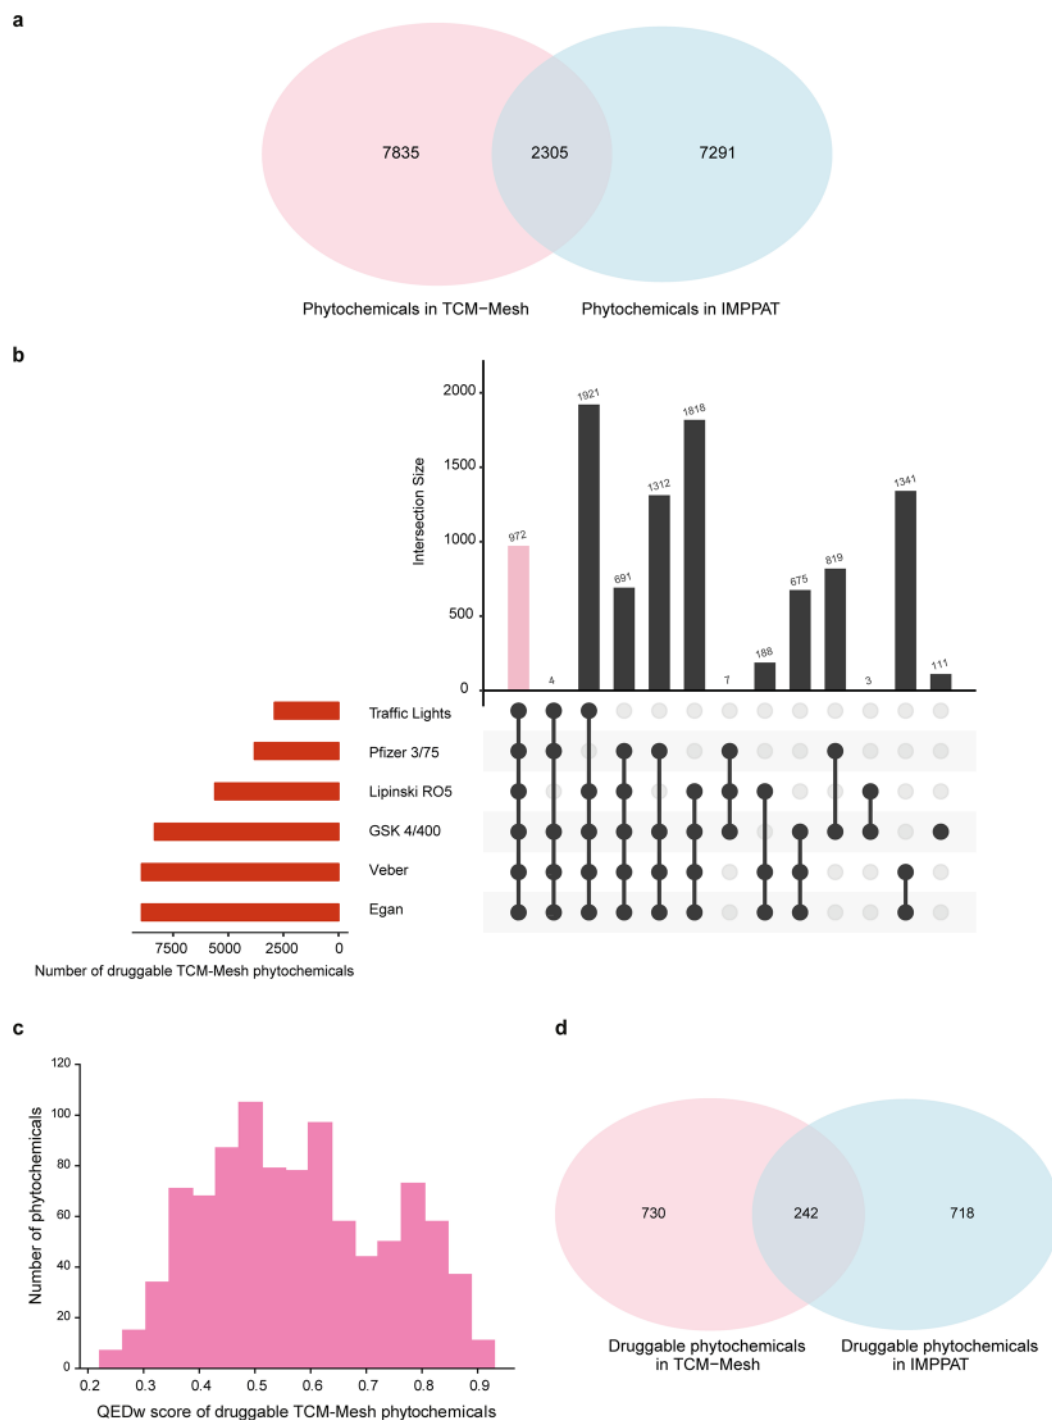 a
7835
2305
7291
Phytochemicals in TCM−Mesh
Phytochemicals in IMPPAT
b
Intersection Size
2000
1500
1000
500
0
972
4
1921
691
1312
1818
7
188
675
819
3
1341
111
Traffic Lights
Pfizer 3/75
Lipinski RO5
GSK 4/400
Veber
Egan
7500
5000
2500
0
Number of druggable TCM-Mesh phytochemicals
c
Number of phytochemicals
120
100
80
60
40
20
0
0.2
0.3
0.4
0.5
0.6
0.7
0.8
0.9
QEDw score of druggable TCM-Mesh phytochemicals
d
730
242
718
Druggable phytochemicals
in TCM−Mesh
Druggable phytochemicals
in IMPPAT